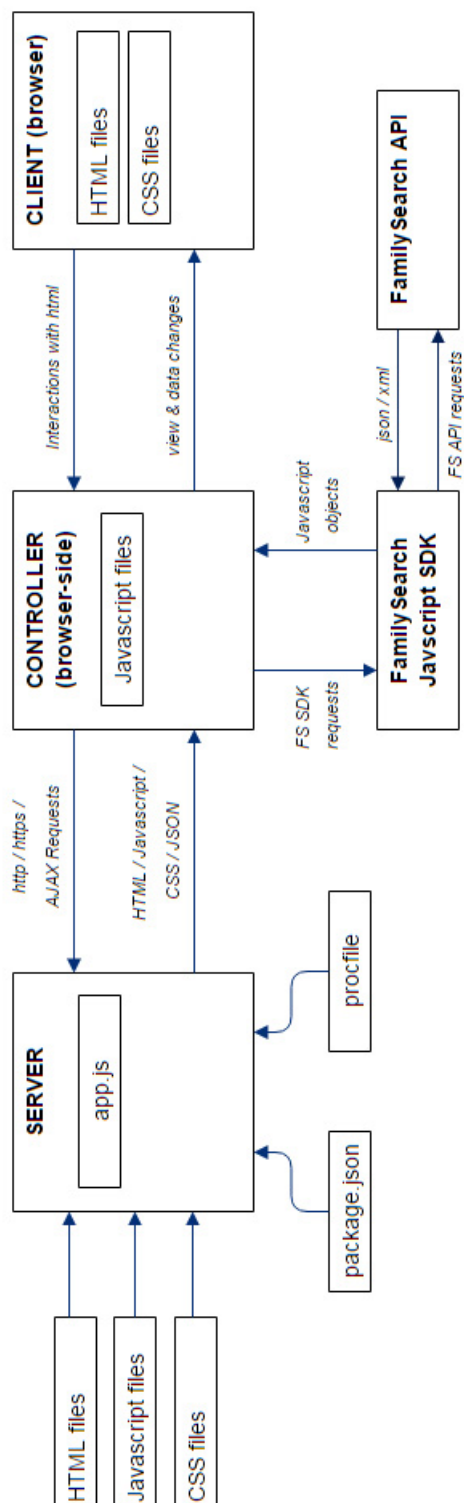 HTML files
Javascript files
CSS files
SERVER
app.js
package.json
procfile
http / https /
AJAX Requests
HTML / Javascript /
CSS / JSON
CONTROLLER
(browser-side)
Javascript files
FS SDK
requests
Javascript
objects
FamilySearch
Javscript SDK
json / xml
FS API requests
FamilySearch API
Interactions with html
view & data changes
CLIENT (browser)
HTML files
CSS files